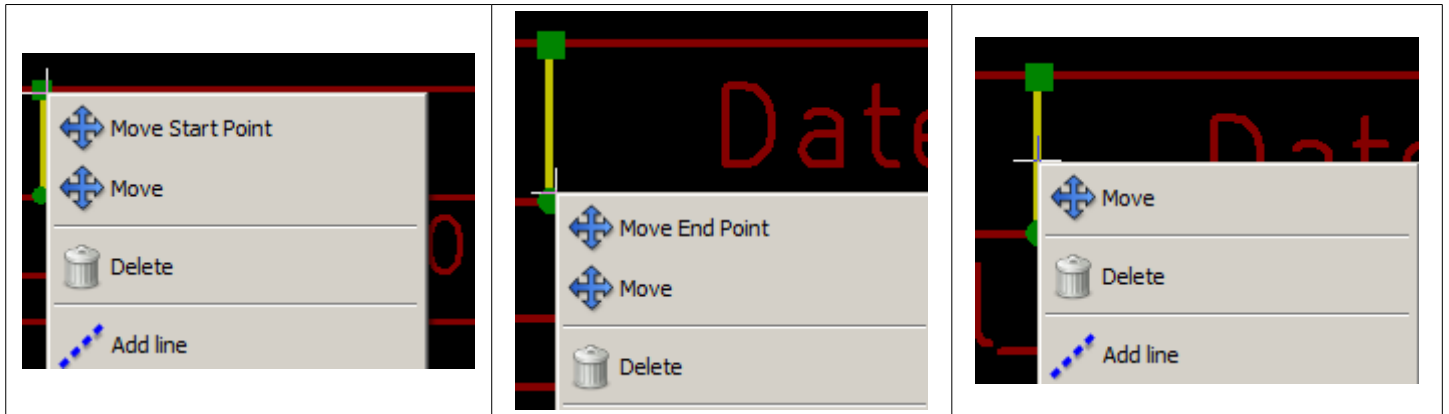 Move Start Point
Move
Delete
Add line
Date
Move End Point
Move
Delete
Move
Delete
Add line